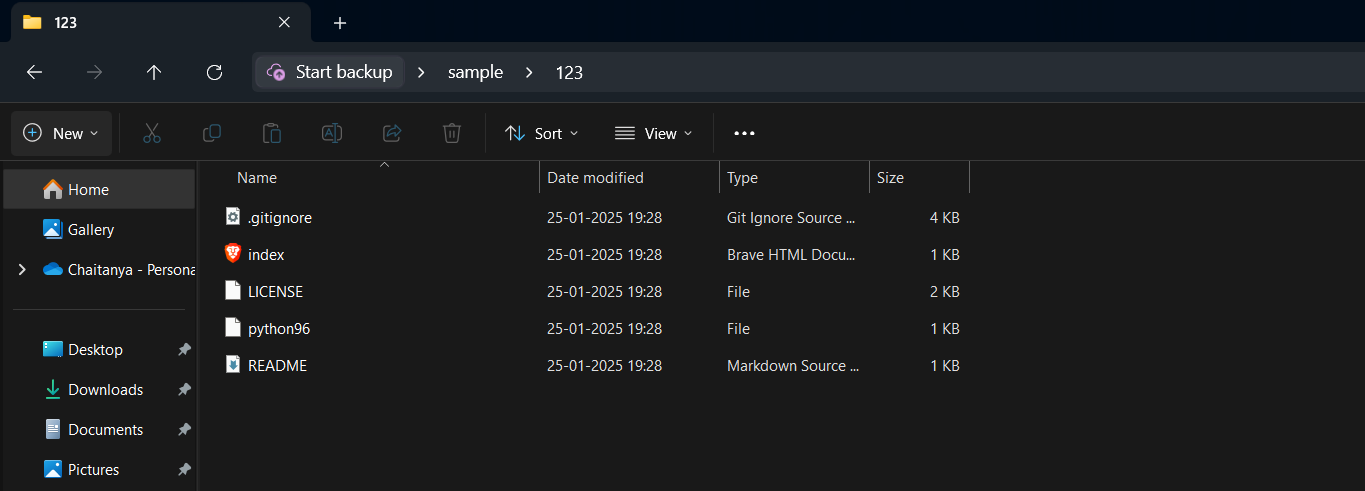 123
Start backup > sample > 123
New Sort View
Name Date modified Type Size
Home
Gallery
Chaitanya - Persona
Desktop
Downloads
Documents
Pictures
.gitignore 25-01-2025 19:28 Git Ignore Source ... 4 KB
index 25-01-2025 19:28 Brave HTML Docu... 1 KB
LICENSE 25-01-2025 19:28 File 2 KB
python96 25-01-2025 19:28 File 1 KB
README 25-01-2025 19:28 Markdown Source ... 1 KB